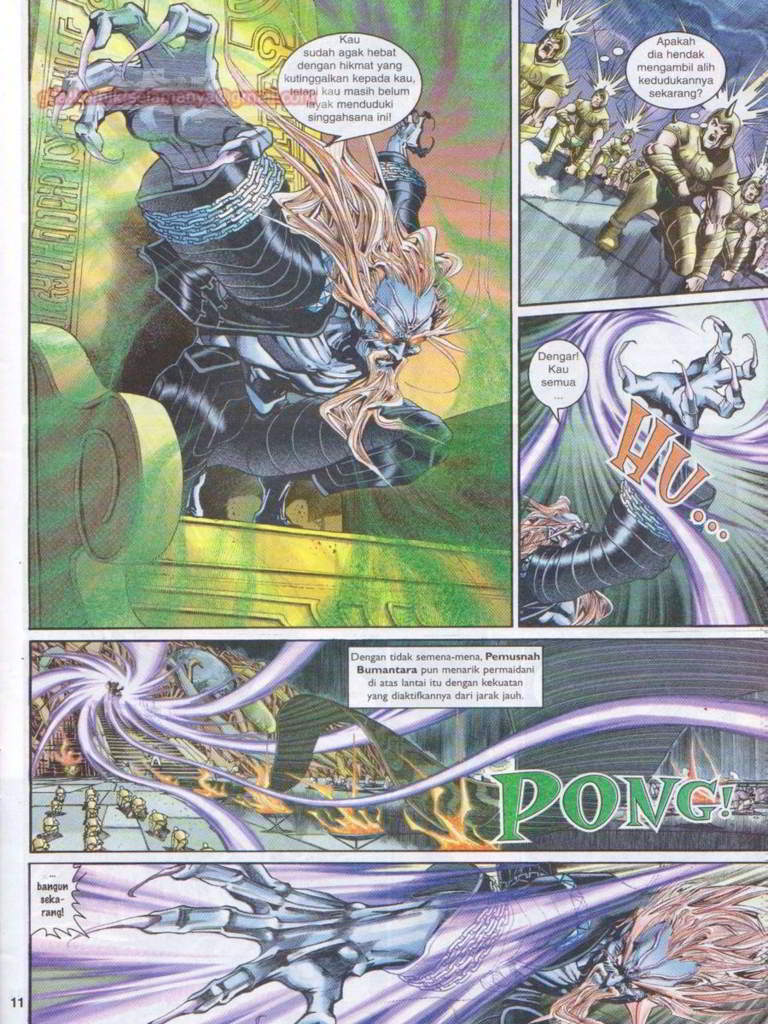 Kau
sudah agak hebat
dengan hikmat yang
kutinggalkan kepada kau,
tetapi kau masih belum
layak menduduki
singgahsana ini!
Apakah
dia hendak
mengambil alih
kedudukannya
sekarang?
Dengar!
Kau
semua
...
HU...
Dengan tidak semena-mena, Pemusnah
Bumantara pun menarik permaidani
di atas lantai itu dengan kekuatan
yang diaktifkannya dari jarak jauh.
PONG!
...
bangun
seka-
rang!
11